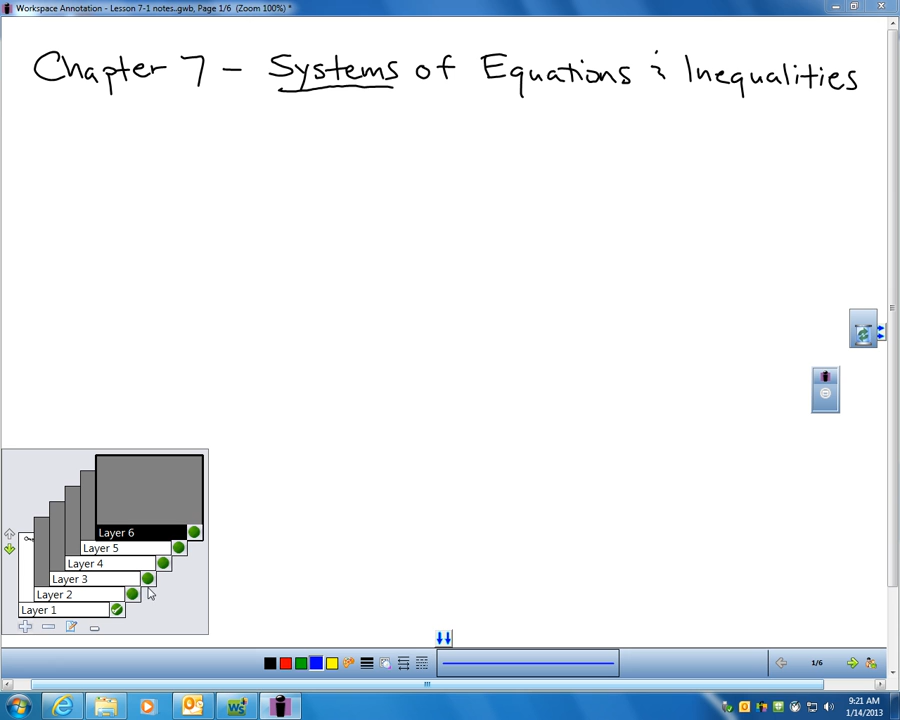 Workspace Annotation - Lesson 7-1 notes..gwb, Page 1/6 (Zoom 100%) *
Chapter 7 - Systems of Equations & Inequalities
Layer 6
Layer 5
Layer 4
Layer 3
Layer 2
Layer 1
1/6
9:21 AM
1/14/2013